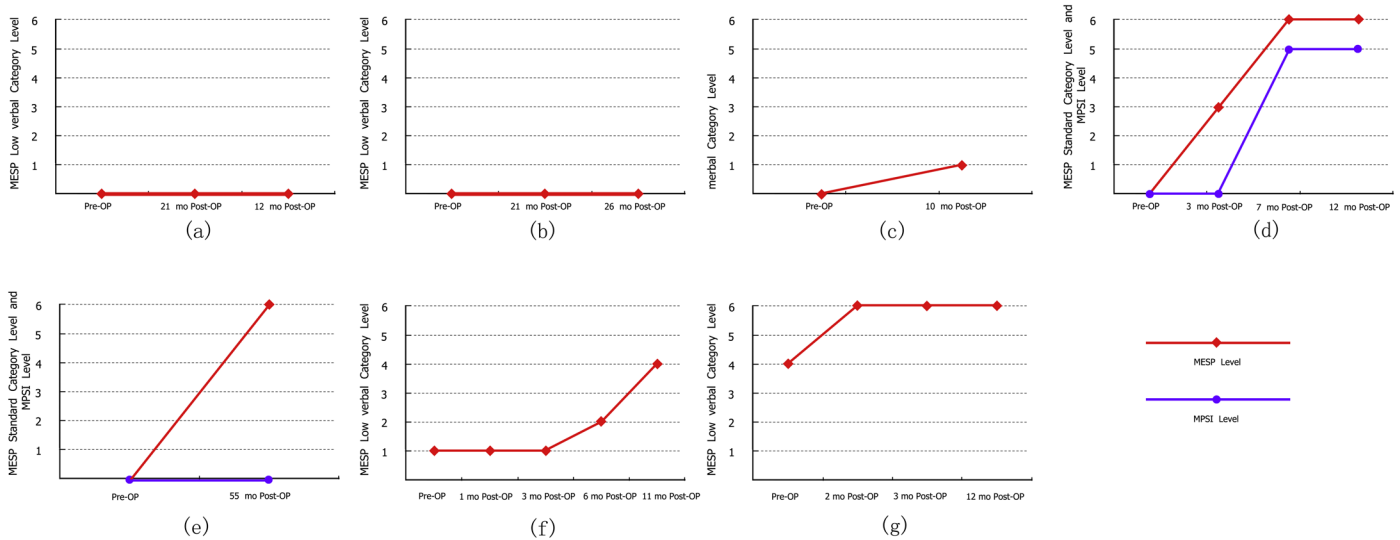 MESP Low verbal Category Level
6
5
4
3
2
1
Pre-OP
21 mo Post-OP
12 mo Post-OP
(a)
MESP Low verbal Category Level
6
5
4
3
2
1
Pre-OP
21 mo Post-OP
26 mo Post-OP
(b)
merbal Category Level
6
5
4
3
2
1
Pre-OP
10 mo Post-OP
(c)
MESP Standard Category Level and
MPSI Level
6
5
4
3
2
1
Pre-OP
3 mo Post-OP
7 mo Post-OP
12 mo Post-OP
(d)
MESP Standard Category Level and
MPSI Level
6
5
4
3
2
1
Pre-OP
55 mo Post-OP
(e)
MESP Low verbal Category Level
6
5
4
3
2
1
Pre-OP
1 mo Post-OP
3 mo Post-OP
6 mo Post-OP
11 mo Post-OP
(f)
MESP Low verbal Category Level
6
5
4
3
2
1
Pre-OP
2 mo Post-OP
3 mo Post-OP
12 mo Post-OP
(g)
MESP Level
MPSI Level